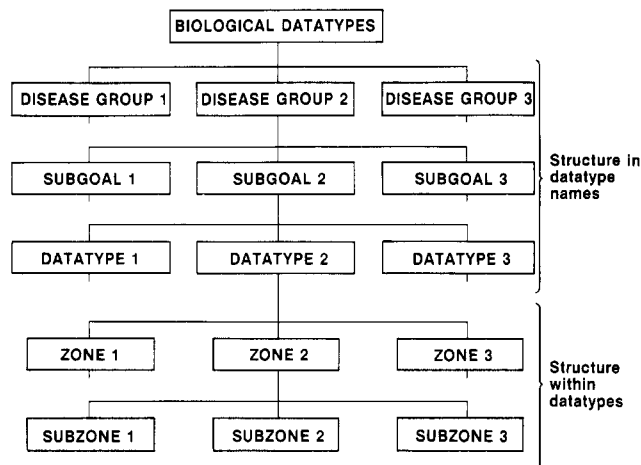 BIOLOGICAL DATATYPES
DISEASE GROUP 1
DISEASE GROUP 2
DISEASE GROUP 3
SUBGOAL 1
SUBGOAL 2
SUBGOAL 3
DATATYPE 1
DATATYPE 2
DATATYPE 3
Structure in
datatype
names
ZONE 1
ZONE 2
ZONE 3
SUBZONE 1
SUBZONE 2
SUBZONE 3
Structure
within
datatypes